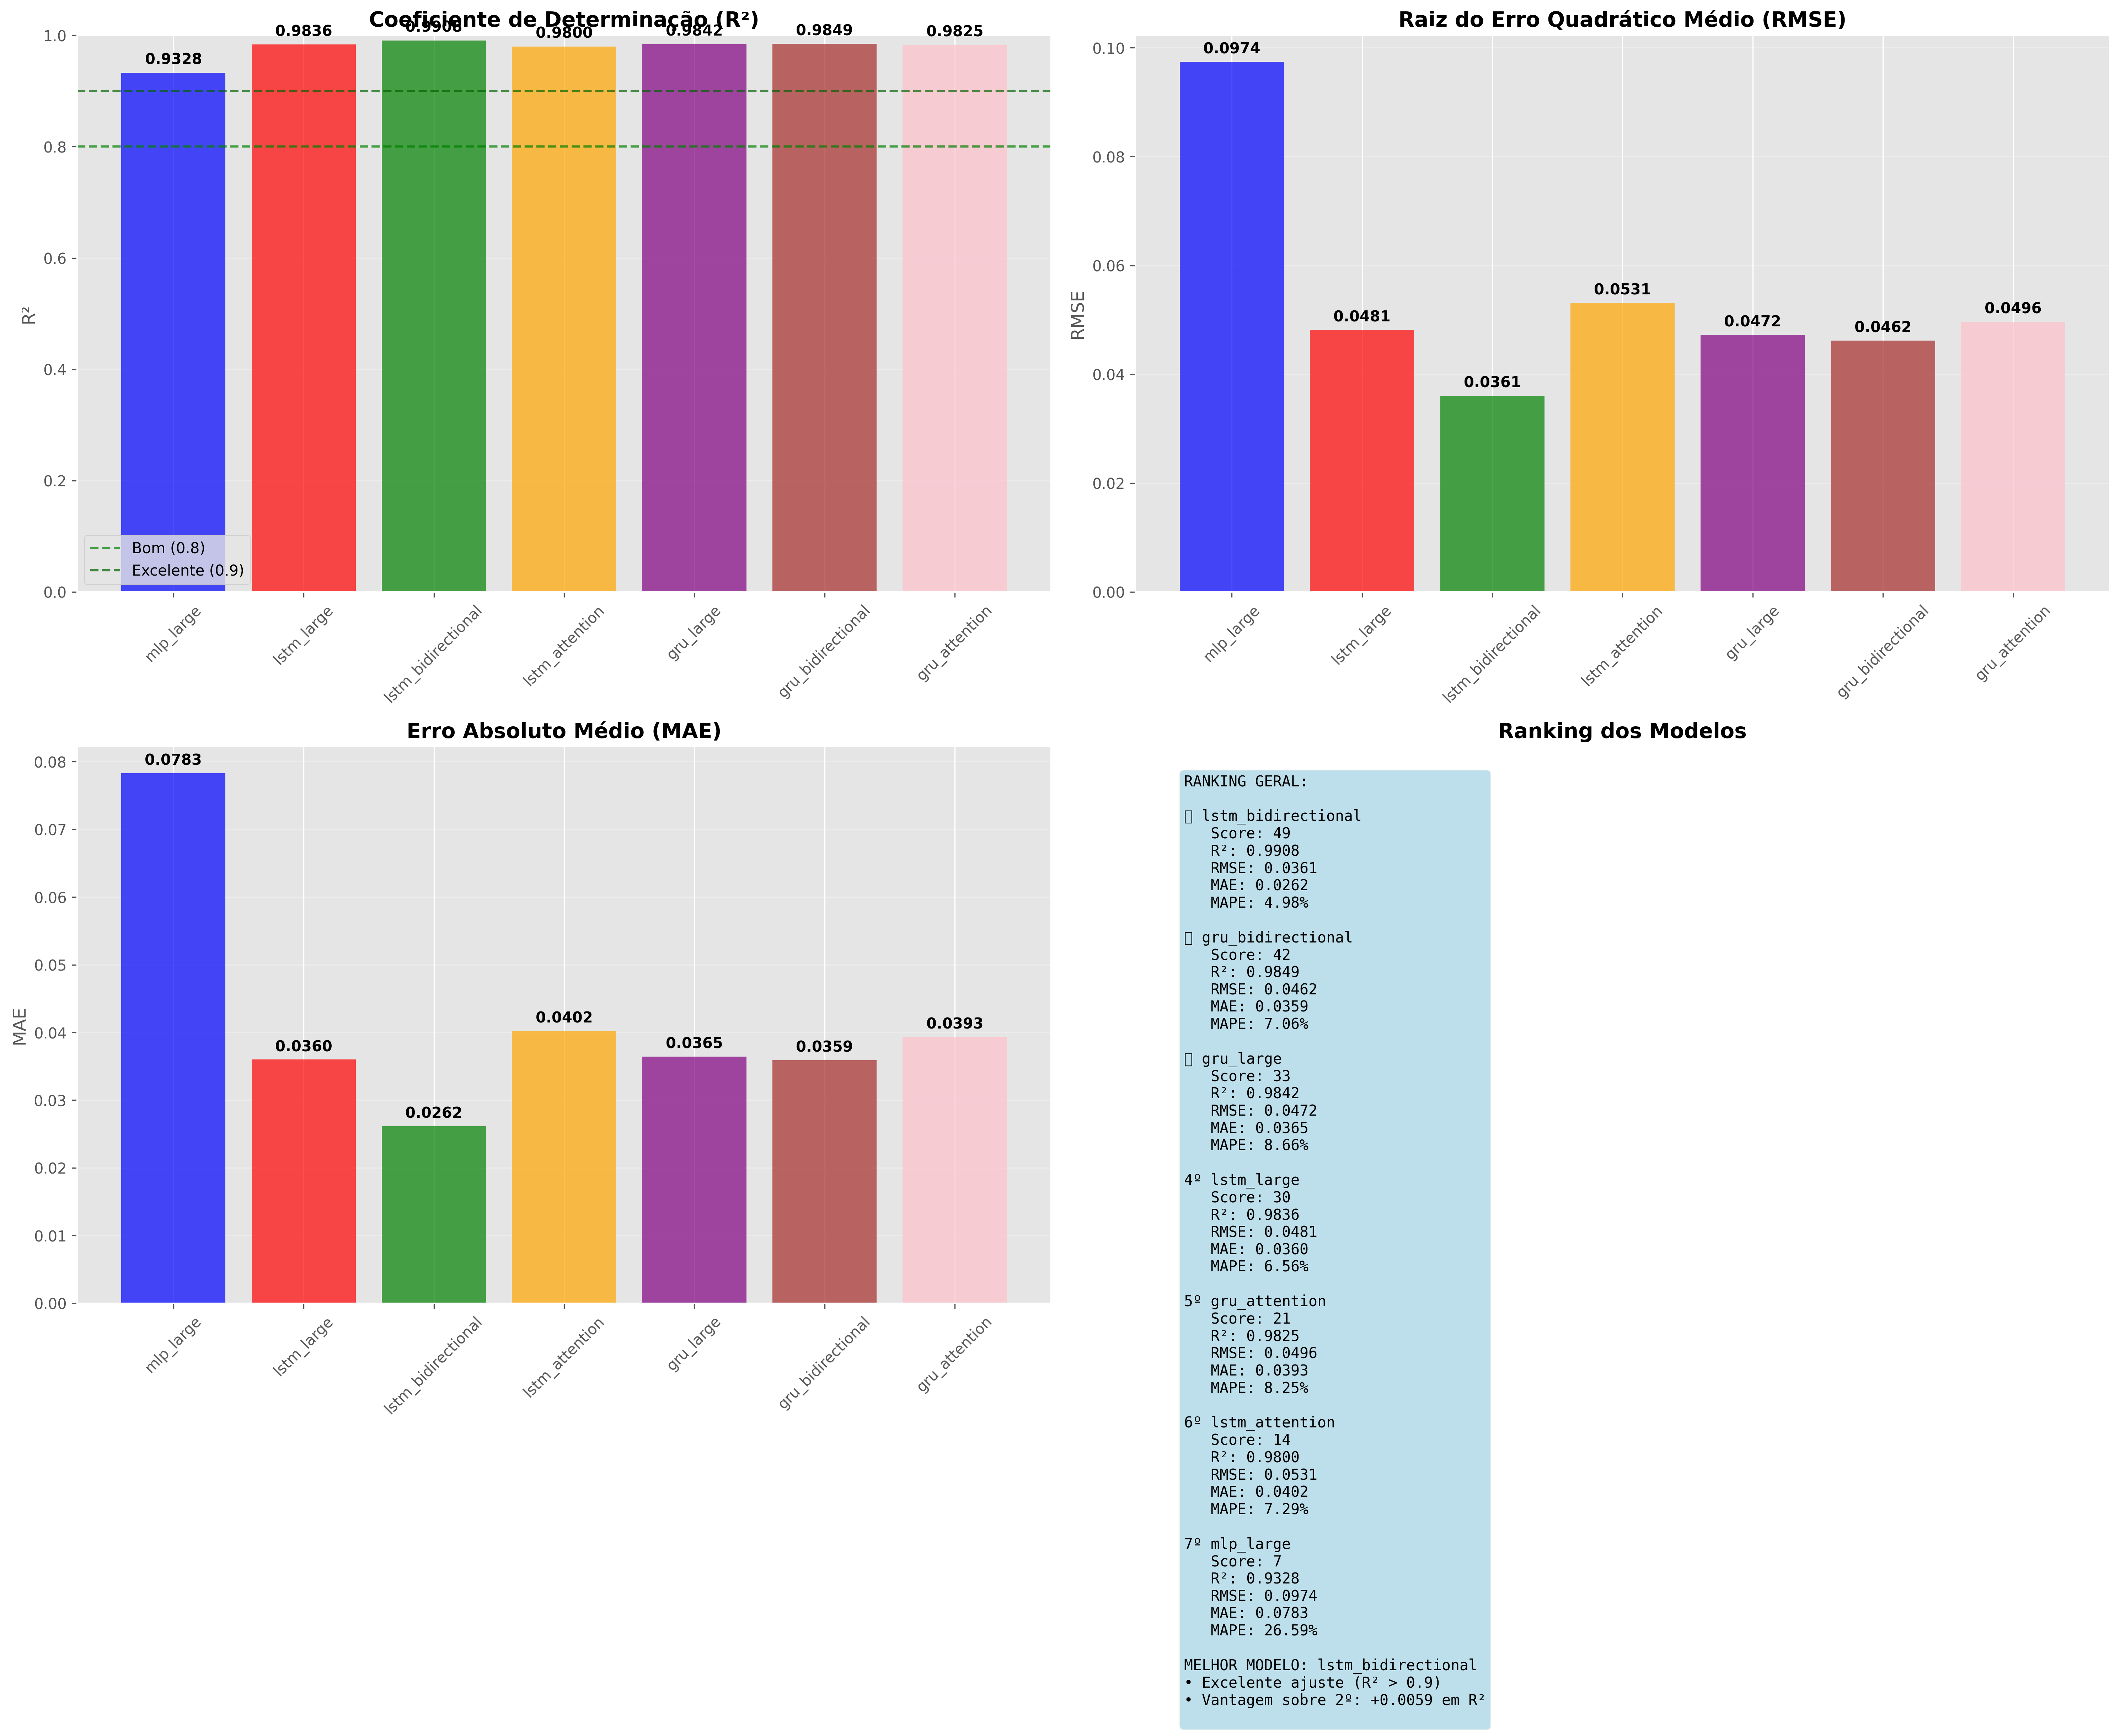 Coeficiente de Determinação (R²)
0.9328
0.9836
0.9908
0.9800
0.9842
0.9849
0.9825
1.0
0.8
0.6
0.4
0.2
0.0
R²
Bom (0.8)
Excelente (0.9)
mlp_large
lstm_large
lstm_bidirectional
lstm_attention
gru_large
gru_bidirectional
gru_attention
Raiz do Erro Quadrático Médio (RMSE)
0.0974
0.0481
0.0361
0.0531
0.0472
0.0462
0.0496
0.10
0.08
0.06
0.04
0.02
0.00
RMSE
mlp_large
lstm_large
lstm_bidirectional
lstm_attention
gru_large
gru_bidirectional
gru_attention
Erro Absoluto Médio (MAE)
0.0783
0.0360
0.0262
0.0402
0.0365
0.0359
0.0393
0.08
0.07
0.06
0.05
0.04
0.03
0.02
0.01
0.00
MAE
mlp_large
lstm_large
lstm_bidirectional
lstm_attention
gru_large
gru_bidirectional
gru_attention
Ranking dos Modelos
RANKING GERAL:
lstm_bidirectional
Score: 49
R²: 0.9908
RMSE: 0.0361
MAE: 0.0262
MAPE: 4.98%
gru_bidirectional
Score: 42
R²: 0.9849
RMSE: 0.0462
MAE: 0.0359
MAPE: 7.06%
gru_large
Score: 33
R²: 0.9842
RMSE: 0.0472
MAE: 0.0365
MAPE: 8.66%
4º lstm_large
Score: 30
R²: 0.9836
RMSE: 0.0481
MAE: 0.0360
MAPE: 6.56%
5º gru_attention
Score: 21
R²: 0.9825
RMSE: 0.0496
MAE: 0.0393
MAPE: 8.25%
6º lstm_attention
Score: 14
R²: 0.9800
RMSE: 0.0531
MAE: 0.0402
MAPE: 7.29%
7º mlp_large
Score: 7
R²: 0.9328
RMSE: 0.0974
MAE: 0.0783
MAPE: 26.59%
MELHOR MODELO: lstm_bidirectional
• Excelente ajuste (R² > 0.9)
• Vantagem sobre 2º: +0.0059 em R²